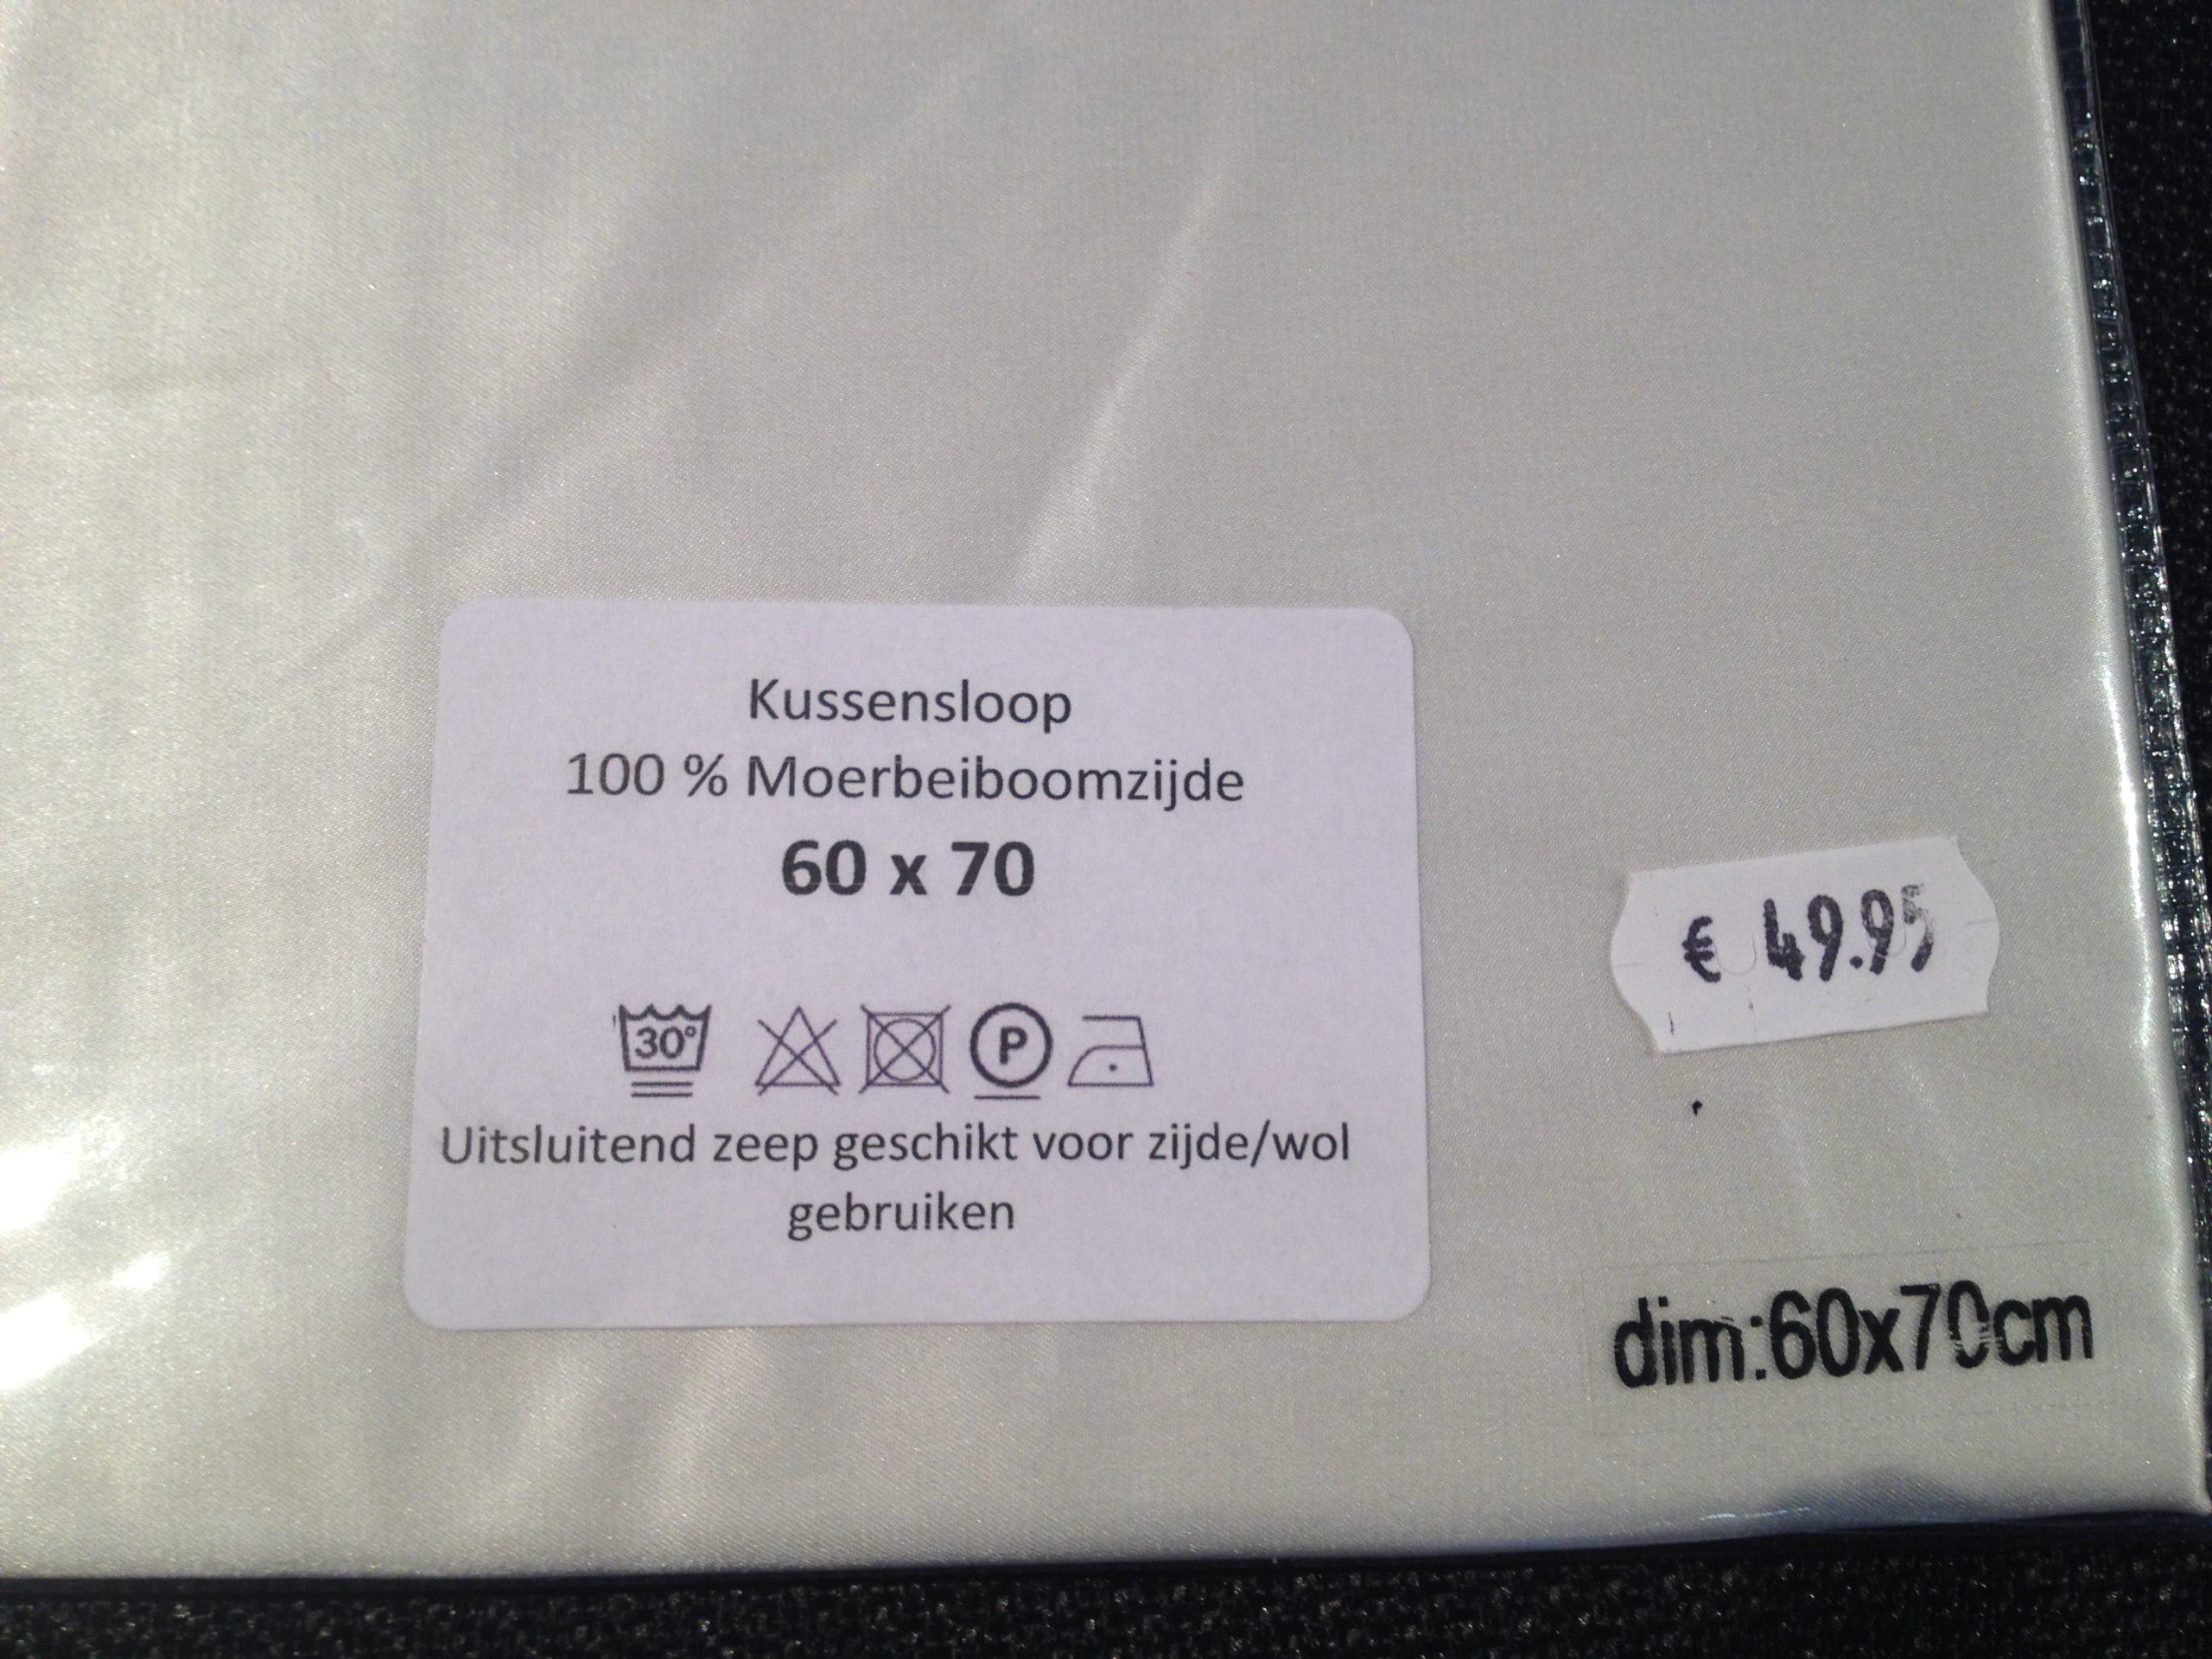 Kussensloop
100 % Moerbeiboomzijde
60 x 70
€ 49.95
30°
P
Uitsluitend zeep geschikt voor zijde/wol
gebruiken
dim:60x70cm